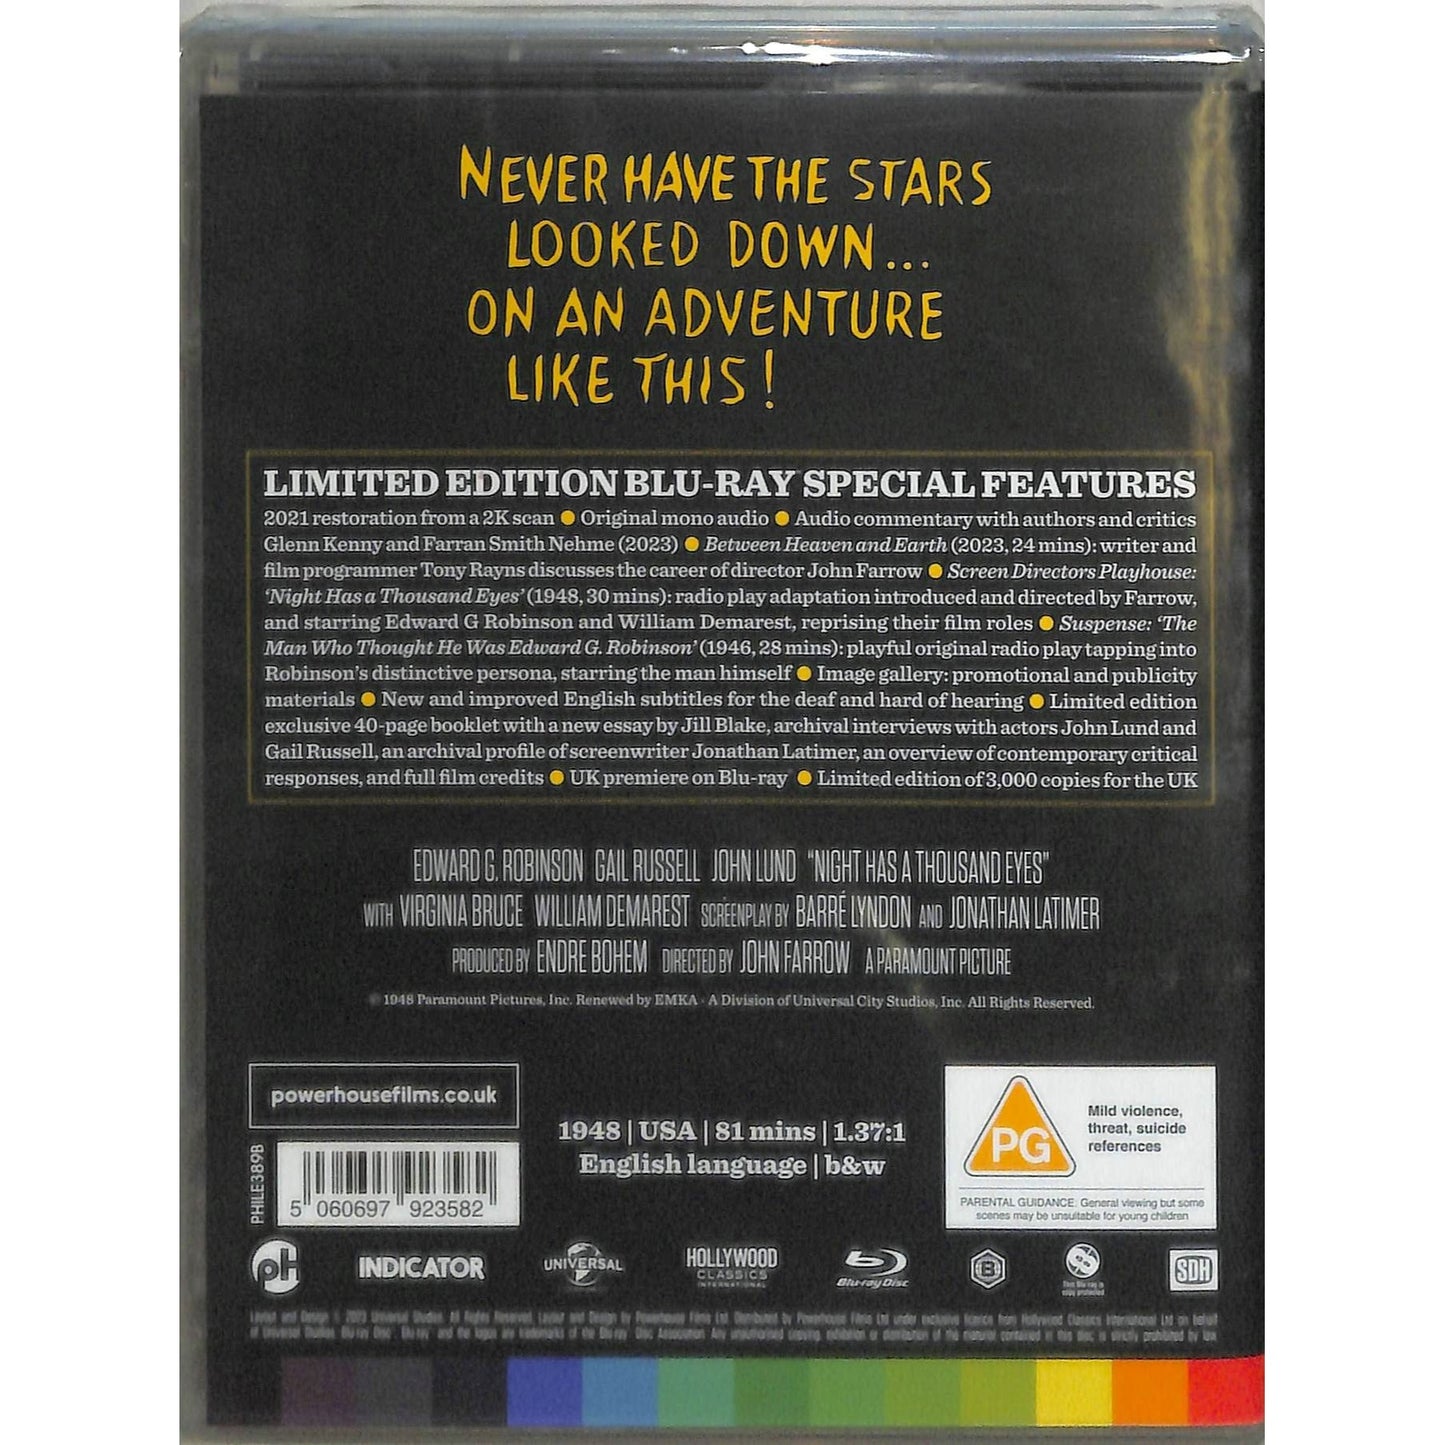 NEVER HAVE THE STARS
LOOKED DOWN...
ON AN ADVENTURE
LIKE THIS!
LIMITED EDITION BLU-RAY SPECIAL FEATURES
2021 restoration from a 2K scan ● Original mono audio ● Audio commentary with authors and critics
Glenn Kenny and Farran Smith Nehme (2023) ● Between Heaven and Earth (2023, 24 mins): writer and
film programmer Tony Rayns discusses the career of director John Farrow ● Screen Directors Playhouse:
‘Night Has a Thousand Eyes’ (1948, 30 mins): radio play adaptation introduced and directed by Farrow,
and starring Edward G Robinson and William Demarest, reprising their film roles ● Suspense: ‘The
Man Who Thought He Was Edward G. Robinson’ (1946, 28 mins): playful original radio play tapping into
Robinson’s distinctive persona, starring the man himself ● Image gallery: promotional and publicity
materials ● New and improved English subtitles for the deaf and hard of hearing ● Limited edition
exclusive 40-page booklet with a new essay by Jill Blake, archival interviews with actors John Lund and
Gail Russell, an archival profile of screenwriter Jonathan Latimer, an overview of contemporary critical
responses, and full film credits ● UK premiere on Blu-ray ● Limited edition of 3,000 copies for the UK
EDWARD G. ROBINSON GAIL RUSSELL JOHN LUND “NIGHT HAS A THOUSAND EYES”
WITH VIRGINIA BRUCE WILLIAM DEMAREST SCREENPLAY BY BARRÉ LYNDON AND JONATHAN LATIMER
PRODUCED BY ENDRE BOHEM DIRECTED BY JOHN FARROW A PARAMOUNT PICTURE
© 1948 Paramount Pictures, Inc. Renewed by EMKA · A Division of Universal City Studios, Inc. All Rights Reserved.
powerhousefilms.co.uk
PHILE389B
5 060697 923582
1948 | USA | 81 mins | 1.37:1
English language | b&w
PG
Mild violence,
threat, suicide
references
PARENTAL GUIDANCE: General viewing but some
scenes may be unsuitable for young children
pH
INDICATOR
UNIVERSAL
HOLLYWOOD
CLASSICS
INTERNATIONAL
Blu-ray Disc
B
This Blu-ray is
copy protected
SDH